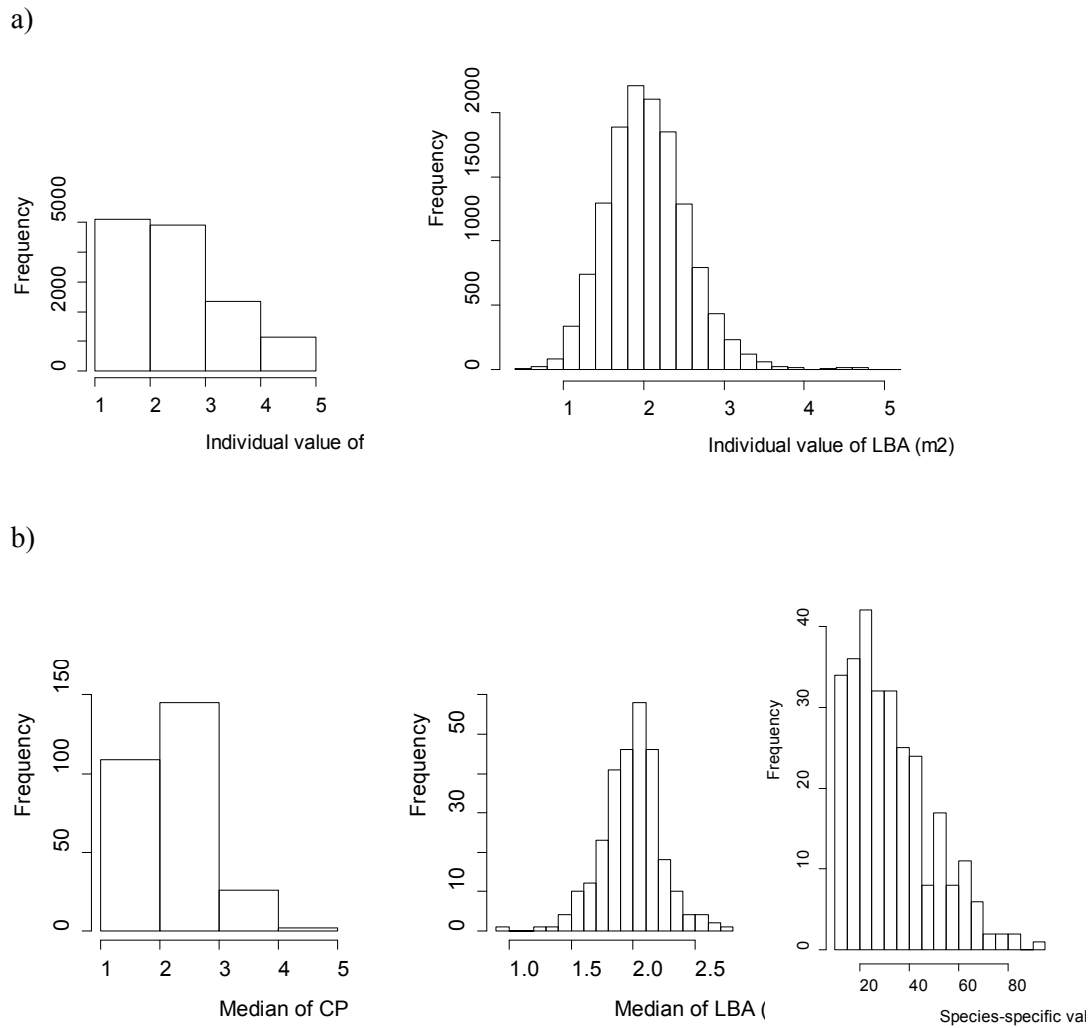 a)
Frequency
0 2000 5000
1 2 3 4 5
Individual value of
Frequency
0 500 1000 1500 2000
1 2 3 4 5
Individual value of LBA (m2)
b)
Frequency
0 50 100 150
1 2 3 4 5
Median of CP
Frequency
0 10 30 50
1.0 1.5 2.0 2.5
Median of LBA (
Frequency
0 10 20 30 40
20 40 60 80
Species-specific val